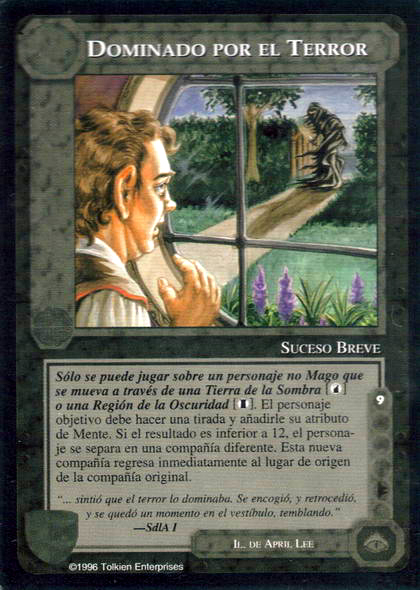 DOMINADO POR EL TERROR
SUCESO BREVE
Sólo se puede jugar sobre un personaje no Mago que
se mueva a través de una Tierra de la Sombra [ ]
o una Región de la Oscuridad [ ]. El personaje
objetivo debe hacer una tirada y añadirle su atributo
de Mente. Si el resultado es inferior a 12, el persona-
je se separa en una compañía diferente. Esta nueva
compañía regresa inmediatamente al lugar de origen
de la compañía original.
9
“... sintió que el terror lo dominaba. Se encogió, y retrocedió,
y se quedó un momento en el vestíbulo, temblando.”
—SdlA I
IL. DE APRIL LEE
©1996 Tolkien Enterprises